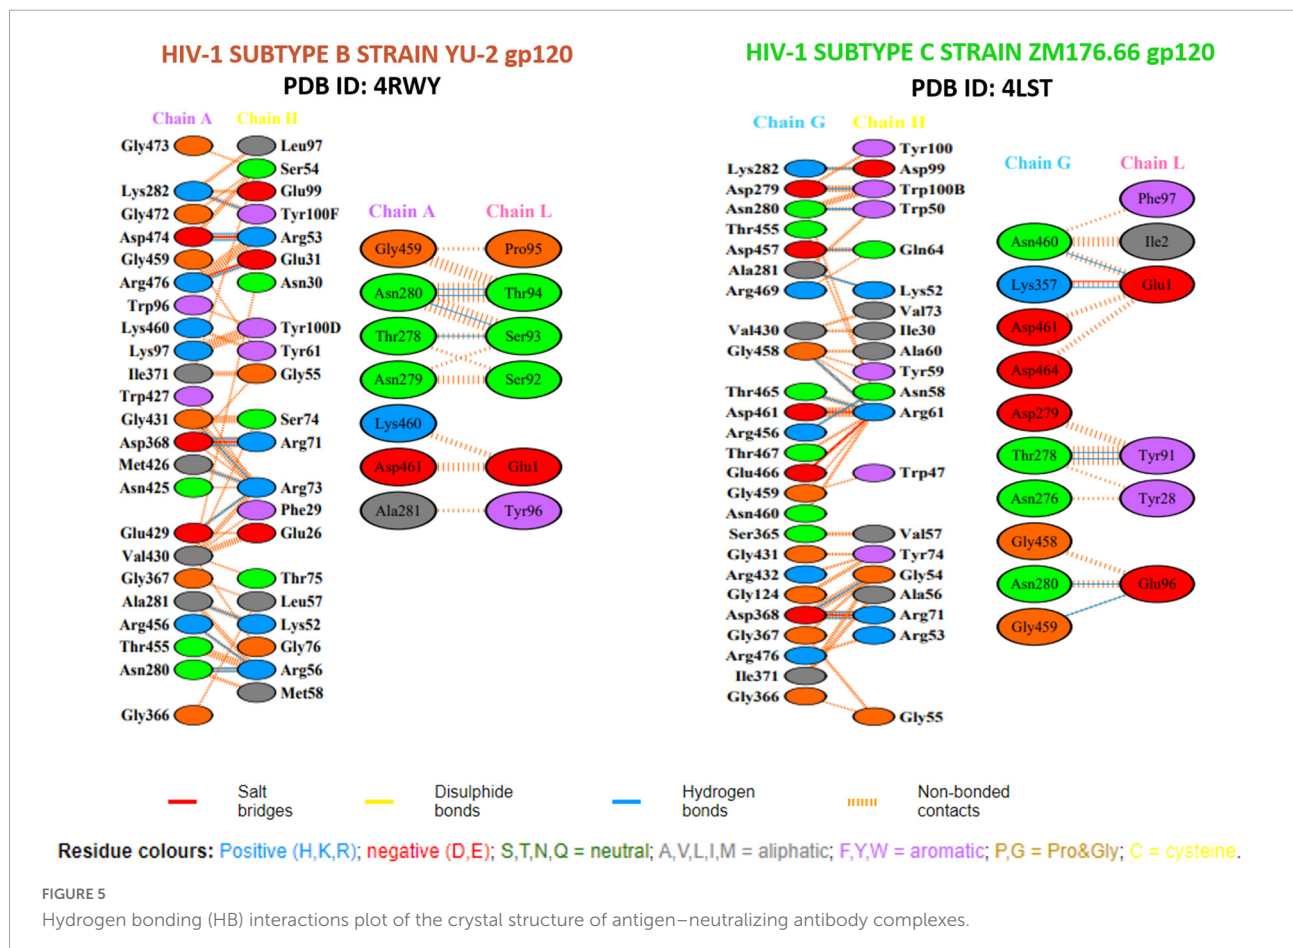 HIV-1 SUBTYPE B STRAIN YU-2 gp120
PDB ID: 4RWY
Chain A Chain H
Gly473 Leu97
Ser54
Lys282 Glu99
Gly472 Tyr100F
Asp474 Arg53
Gly459 Glu31
Arg476 Asn30
Trp96
Lys460 Tyr100D
Lys97 Tyr61
Ile371 Gly55
Trp427
Gly431 Ser74
Asp368 Arg71
Met426
Asn425 Arg73
Phe29
Glu429 Glu26
Val430
Gly367 Thr75
Ala281 Leu57
Arg456 Lys52
Thr455 Gly76
Asn280 Arg56
Met58
Gly366
Chain A Chain L
Gly459 Pro95
Asn280 Thr94
Thr278 Ser93
Asn279 Ser92
Lys460
Asp461 Glu1
Ala281 Tyr96
HIV-1 SUBTYPE C STRAIN ZM176.66 gp120
PDB ID: 4LST
Chain G Chain H
Tyr100
Lys282 Asp99
Asp279 Trp100B
Asn280 Trp50
Thr455
Asp457 Gln64
Ala281
Arg469 Lys52
Val73
Val430 Ile30
Gly458 Ala60
Tyr59
Thr465 Asn58
Asp461 Arg61
Arg456
Thr467
Glu466 Trp47
Gly459
Asn460
Ser365 Val57
Gly431 Tyr74
Arg432 Gly54
Gly124 Ala56
Asp368 Arg71
Gly367 Arg53
Arg476
Ile371
Gly366
Gly55
Chain G Chain L
Phe97
Asn460 Ile2
Lys357 Glu1
Asp461
Asp464
Asp279
Thr278 Tyr91
Asn276 Tyr28
Gly458
Asn280 Glu96
Gly459
Salt bridges
Disulphide bonds
Hydrogen bonds
Non-bonded contacts
Residue colours: Positive (H,K,R); negative (D,E); S,T,N,Q = neutral; A,V,L,I,M = aliphatic; F,Y,W = aromatic; P,G = Pro&Gly; C = cysteine.
FIGURE 5
Hydrogen bonding (HB) interactions plot of the crystal structure of antigen–neutralizing antibody complexes.